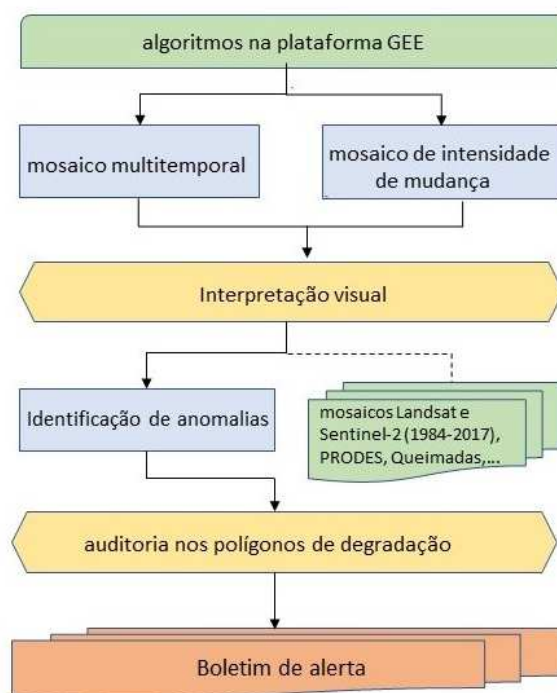 algoritmos na plataforma GEE
mosaico multitemporal
mosaico de intensidade
de mudança
Interpretação visual
Identificação de anomalias
mosaicos Landsat e
Sentinel-2 (1984-2017),
PRODES, Queimadas,...
auditoria nos polígonos de degradação
Boletim de alerta